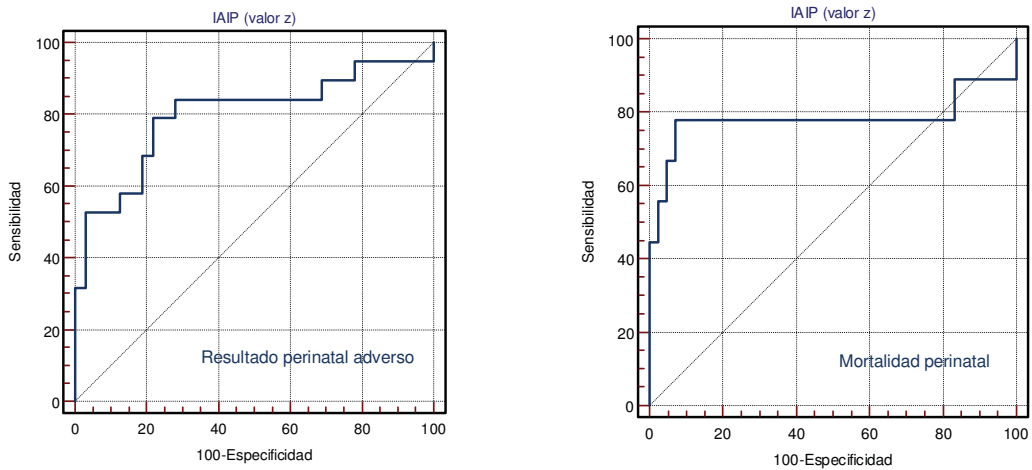 IAIP (valor z)
100
80
60
40
20
0
Sensibilidad
Resultado perinatal adverso
0 20 40 60 80 100
100-Especificidad
IAIP (valor z)
100
80
60
40
20
0
Sensibilidad
Mortalidad perinatal
0 20 40 60 80 100
100-Especificidad